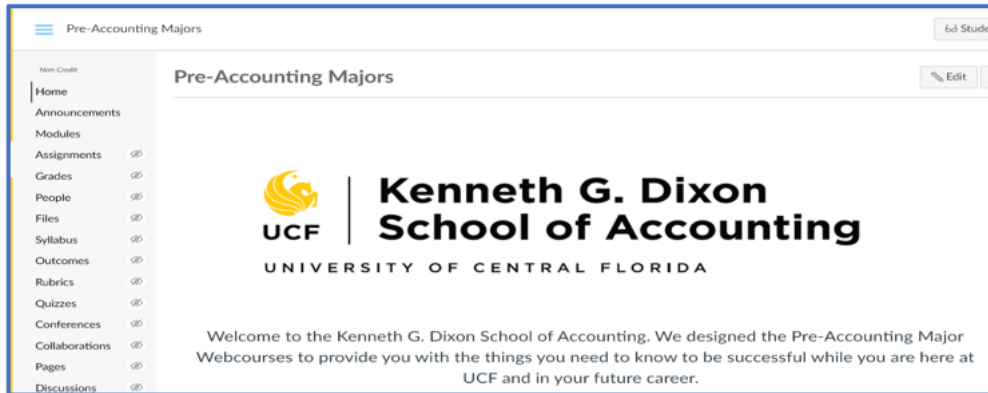 Pre-Accounting Majors
Stude
Non-Credit
Home
Announcements
Modules
Assignments
Grades
People
Files
Syllabus
Outcomes
Rubrics
Quizzes
Conferences
Collaborations
Pages
Discussions
Pre-Accounting Majors
Edit
UCF
Kenneth G. Dixon
School of Accounting
UNIVERSITY OF CENTRAL FLORIDA
Welcome to the Kenneth G. Dixon School of Accounting. We designed the Pre-Accounting Major
Webcourses to provide you with the things you need to know to be successful while you are here at
UCF and in your future career.